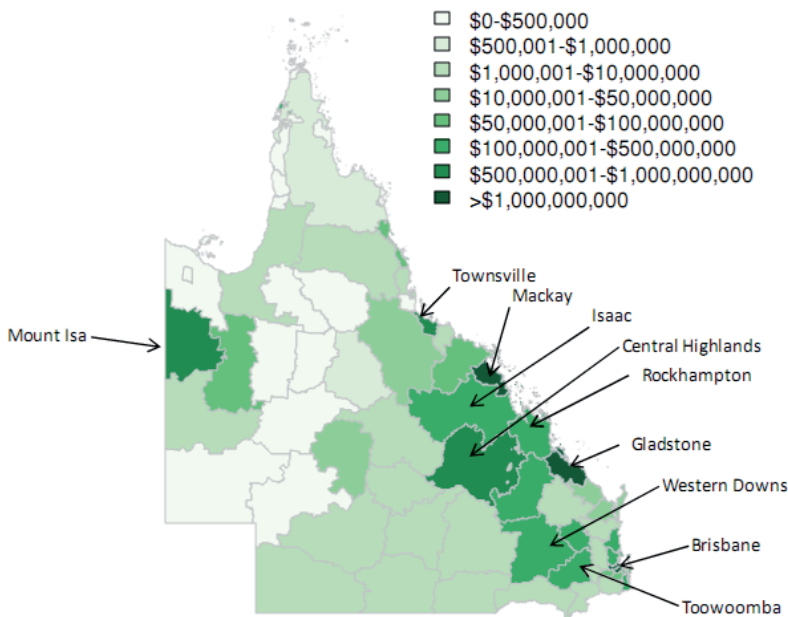 $0-$500,000
$500,001-$1,000,000
$1,000,001-$10,000,000
$10,000,001-$50,000,000
$50,000,001-$100,000,000
$100,000,001-$500,000,000
$500,000,001-$1,000,000,000
>$1,000,000,000
Townsville
Mackay
Isaac
Mount Isa
Central Highlands
Rockhampton
Gladstone
Western Downs
Brisbane
Toowoomba